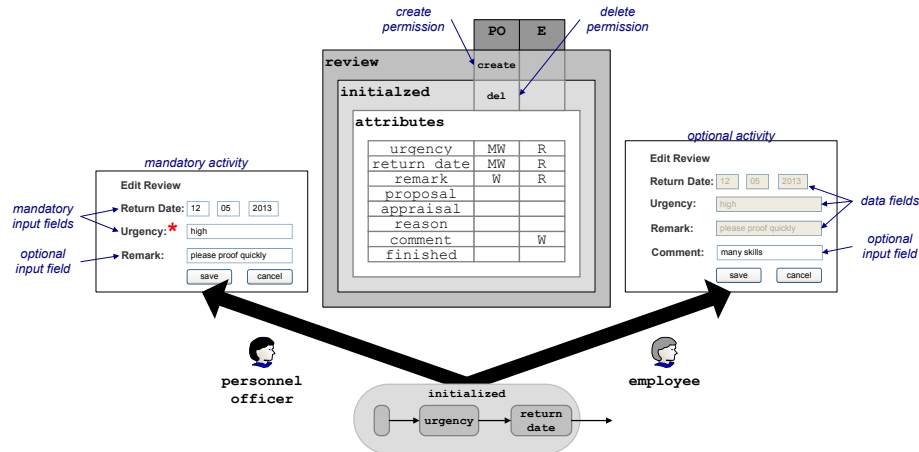 create
permission
delete
permission
PO E
review
create
initialzed
del
attributes
urgency MW R
return date MW R
remark W R
proposal
appraisal
reason
comment W
finished
mandatory activity
Edit Review
Return Date: 12 05 2013
Urgency:* high
Remark: please proof quickly
save cancel
mandatory
input fields
optional
input field
optional activity
Edit Review
Return Date: 12 05 2013
Urgency: high
Remark: please proof quickly
Comment: many skills
save cancel
data fields
optional
input field
personnel
officer
employee
initialized
urgency
return
date